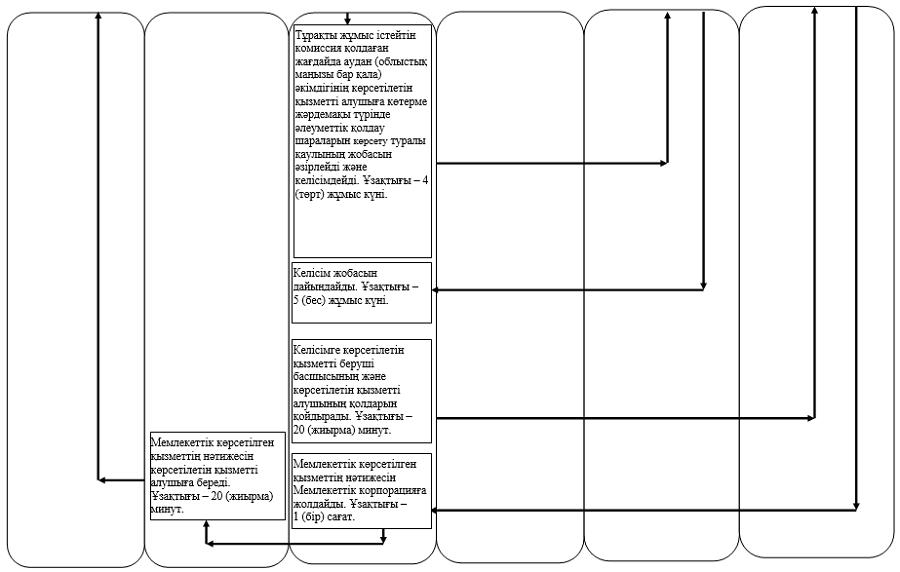 Тұрақты жұмыс істейтін
комиссия қолдаған
жағдайда аудан (облыстық
маңызы бар қала)
әкімдігінің көрсетілетін
қызметті алушыға көтерме
жәрдемақы түрінде
әлеуметтік қолдау
шараларын көрсету туралы
қаулының жобасын
әзірлейді және
келісімдейді. Ұзақтығы – 4
(төрт) жұмыс күні.
Келісім жобасын
дайындайды. Ұзақтығы –
5 (бес) жұмыс күні.
Келісімге көрсетілетін
қызметті беруші
басшысының және
көрсетілетін қызметті
алушының қолдарын
қойдырады. Ұзақтығы –
20 (жиырма) минут.
Мемлекеттік көрсетілген
қызметтің нәтижесін
көрсетілетін қызметті
алушыға береді.
Ұзақтығы – 20 (жиырма)
минут.
Мемлекеттік көрсетілген
қызметтің нәтижесін
Мемлекеттік корпорацияға
жолдайды. Ұзақтығы –
1 (бір) сағат.